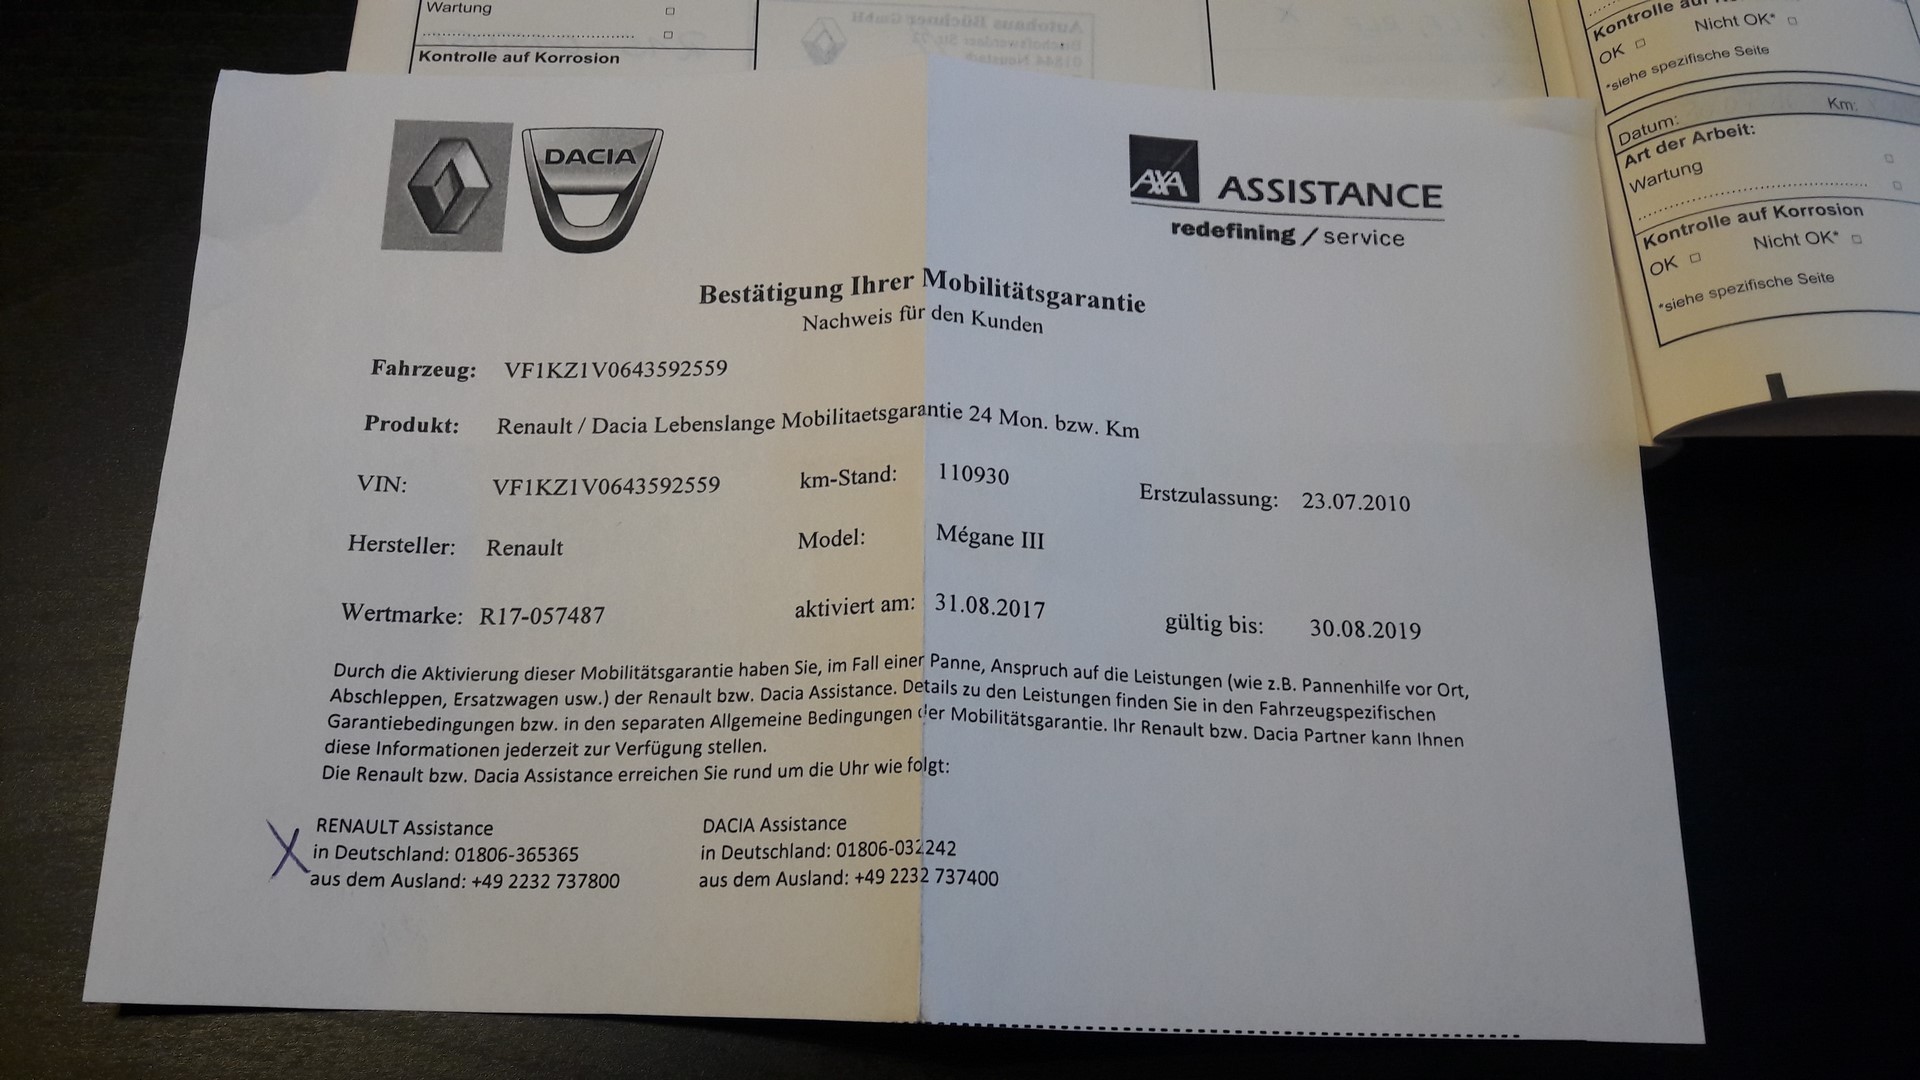 Wartung
Kontrolle auf Korrosion
Autohaus Büchner GmbH
Bischofswerdaer Str.
01844 Neustadt
Nicht OK*
OK
*siehe spezifische Seite
Datum: Km:
Art der Arbeit:
Wartung
Kontrolle auf Korrosion
OK Nicht OK*
*siehe spezifische Seite
DACIA
AXA ASSISTANCE
redefining / service
Bestätigung Ihrer Mobilitätsgarantie
Nachweis für den Kunden
Fahrzeug: VF1KZ1V0643592559
Produkt: Renault / Dacia Lebenslange Mobilitaetsgarantie 24 Mon. bzw. Km
VIN: VF1KZ1V0643592559 km-Stand: 110930 Erstzulassung: 23.07.2010
Hersteller: Renault Model: Mégane III
Wertmarke: R17-057487 aktiviert am: 31.08.2017 gültig bis: 30.08.2019
Durch die Aktivierung dieser Mobilitätsgarantie haben Sie, im Fall einer Panne, Anspruch auf die Leistungen (wie z.B. Pannenhilfe vor Ort,
Abschleppen, Ersatzwagen usw.) der Renault bzw. Dacia Assistance. Details zu den Leistungen finden Sie in den Fahrzeugspezifischen
Garantiebedingungen bzw. in den separaten Allgemeine Bedingungen der Mobilitätsgarantie. Ihr Renault bzw. Dacia Partner kann Ihnen
diese Informationen jederzeit zur Verfügung stellen.
Die Renault bzw. Dacia Assistance erreichen Sie rund um die Uhr wie folgt:
X RENAULT Assistance DACIA Assistance
in Deutschland: 01806-365365 in Deutschland: 01806-032242
aus dem Ausland: +49 2232 737800 aus dem Ausland: +49 2232 737400